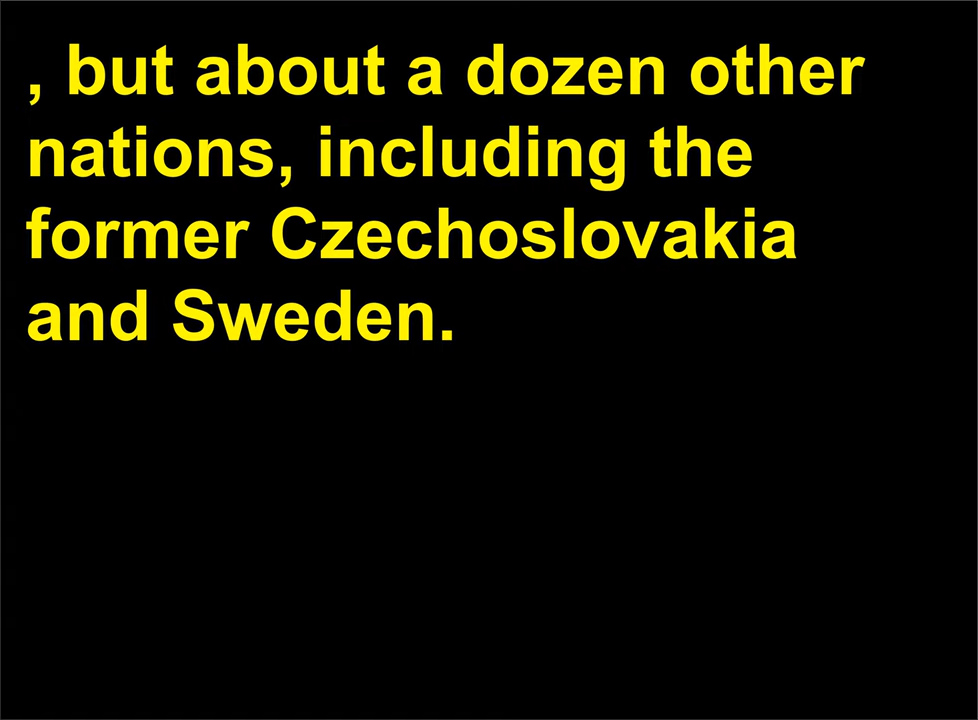 , but about a dozen other
nations, including the
former Czechoslovakia
and Sweden.